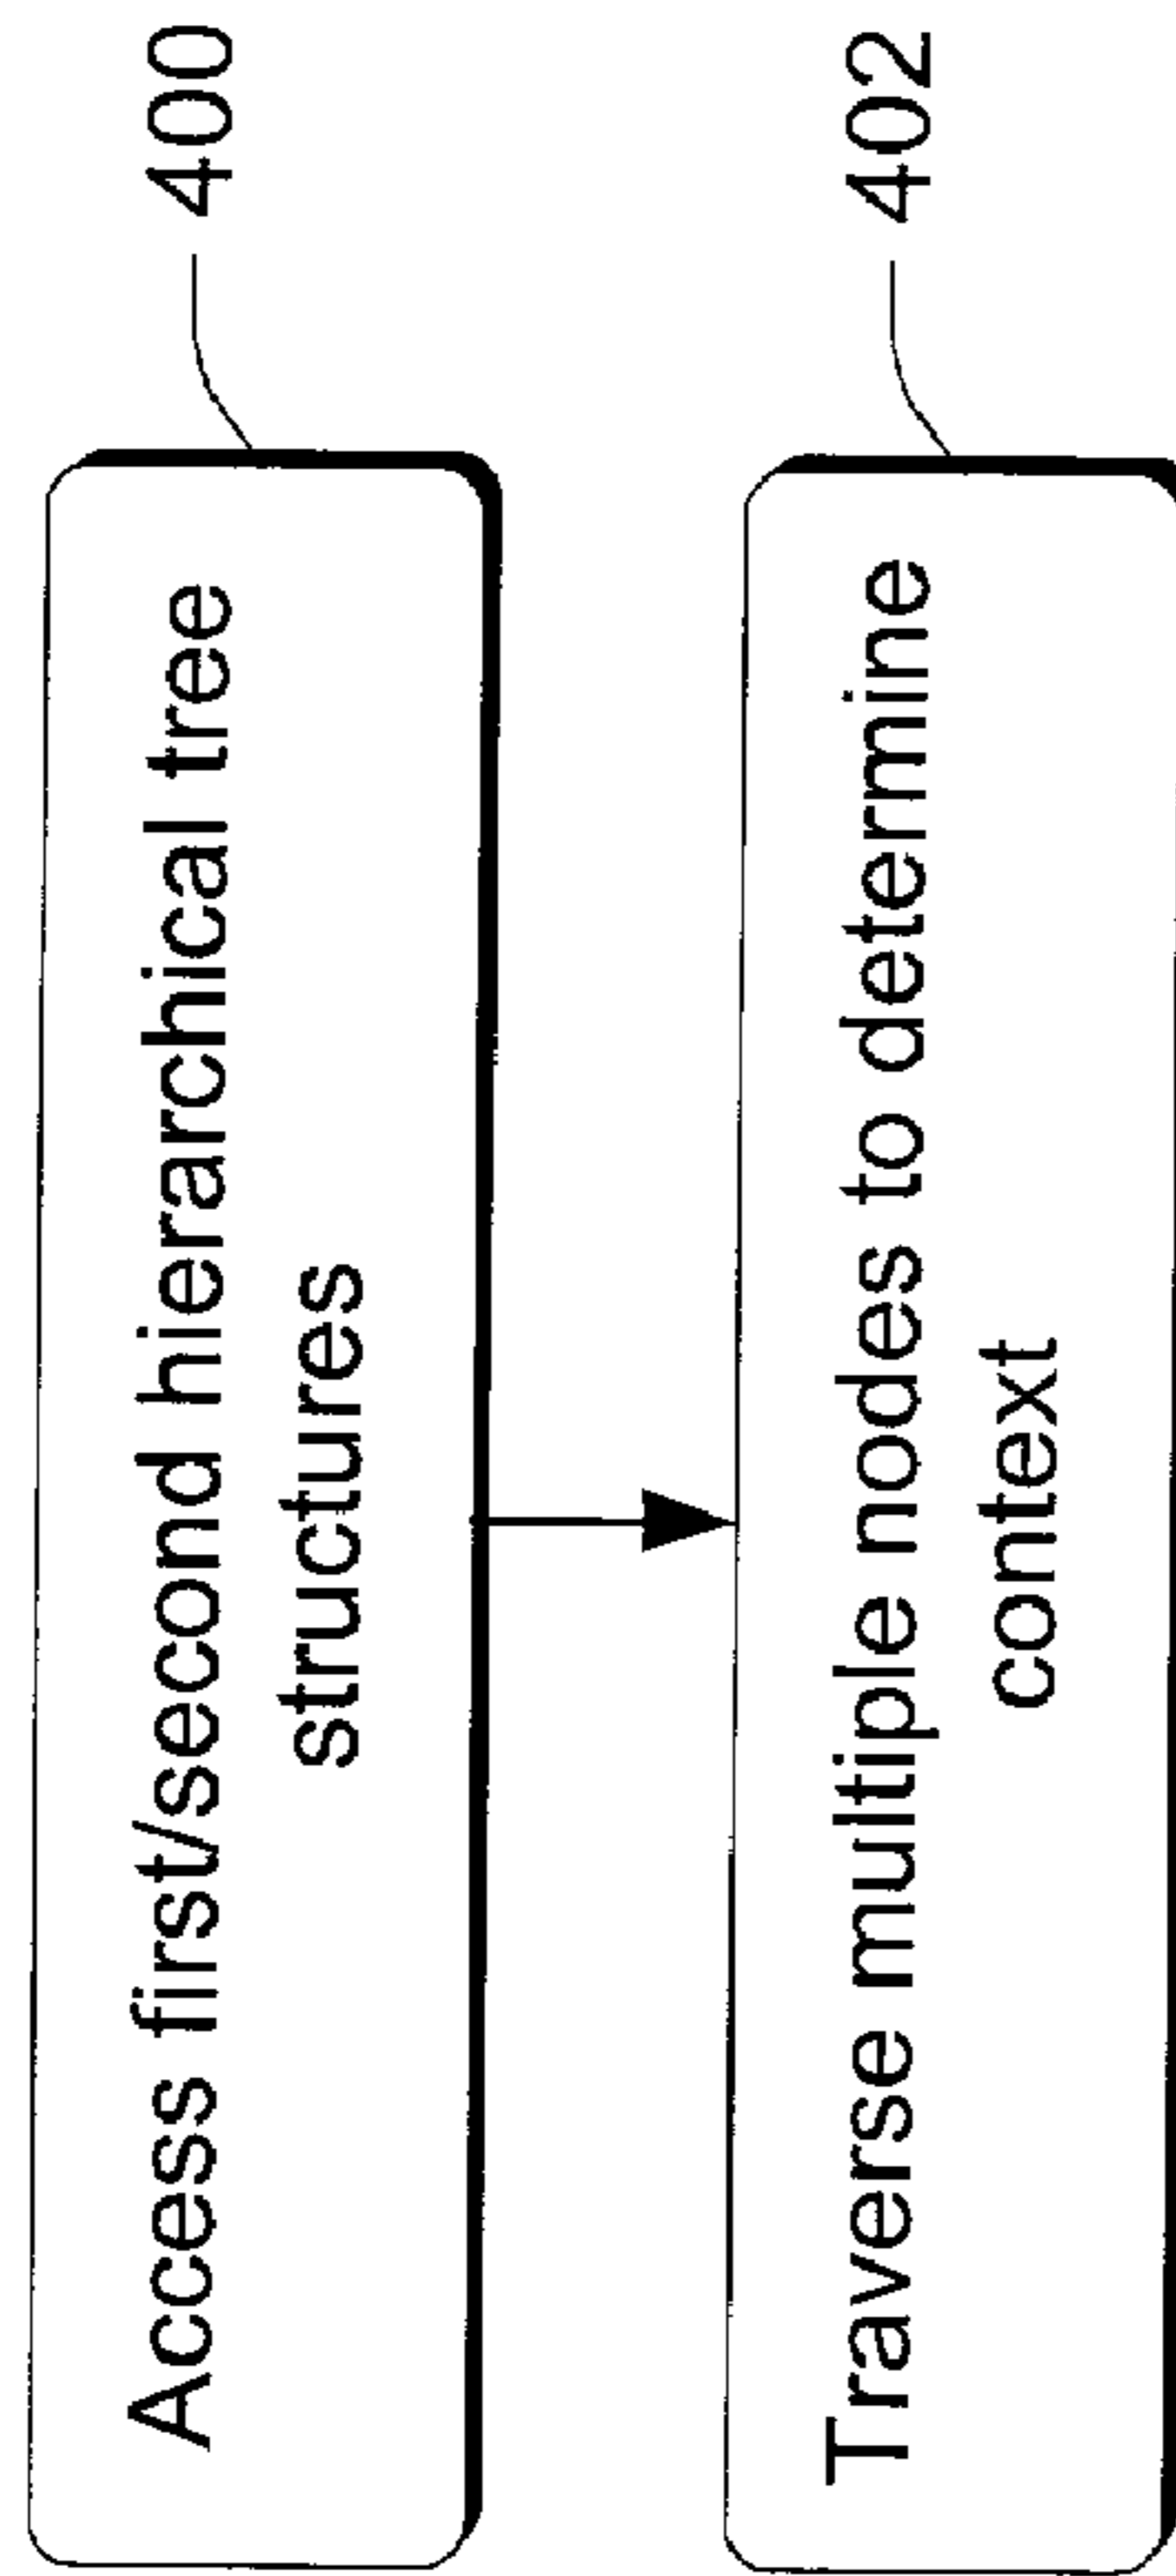 Access first/second hierarchical tree
structures
400
Traverse multiple nodes to determine
context
402